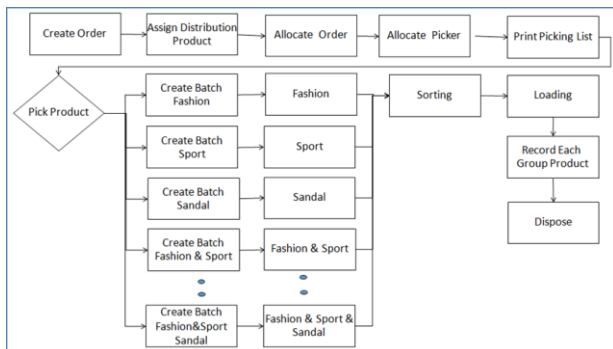 Create Order
Assign Distribution
Product
Allocate Order
Allocate Picker
Print Picking List
Pick Product
Create Batch
Fashion
Fashion
Sorting
Loading
Create Batch
Sport
Sport
Record Each
Group Product
Create Batch
Sandal
Sandal
Dispose
Create Batch
Fashion & Sport
Fashion & Sport
Create Batch
Fashion&Sport
Sandal
Fashion & Sport &
Sandal